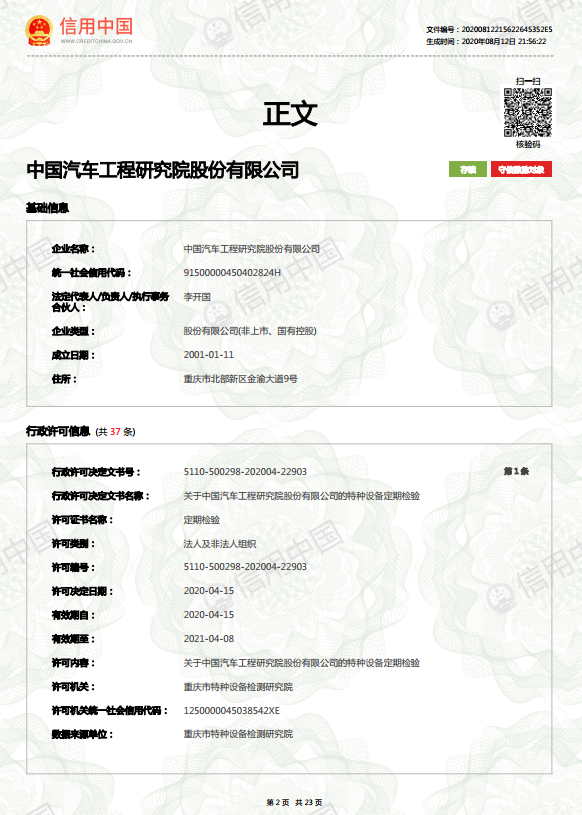 信用中国
WWW.CREDITCHINA.GOV.CN
文件编号：20200812215622645352E5
生成时间：2020年08月12日 21:56:22
扫一扫
核验码
正文
中国汽车工程研究院股份有限公司
存续
守信激励对象
基础信息
企业名称： 中国汽车工程研究院股份有限公司
统一社会信用代码： 91500000450402824H
法定代表人/负责人/执行事务 李开国
合伙人：
企业类型： 股份有限公司(非上市、国有控股)
成立日期： 2001-01-11
住所： 重庆市北部新区金渝大道9号
行政许可信息 (共 37 条)
行政许可决定文书号： 5110-500298-202004-22903 第1条
行政许可决定文书名称： 关于中国汽车工程研究院股份有限公司的特种设备定期检验
许可证书名称： 定期检验
许可类别： 法人及非法人组织
许可编号： 5110-500298-202004-22903
许可决定日期： 2020-04-15
有效期自： 2020-04-15
有效期至： 2021-04-08
许可内容： 关于中国汽车工程研究院股份有限公司的特种设备定期检验
许可机关： 重庆市特种设备检测研究院
许可机关统一社会信用代码： 1250000045038542XE
数据来源单位： 重庆市特种设备检测研究院
第 2 页 共 23 页